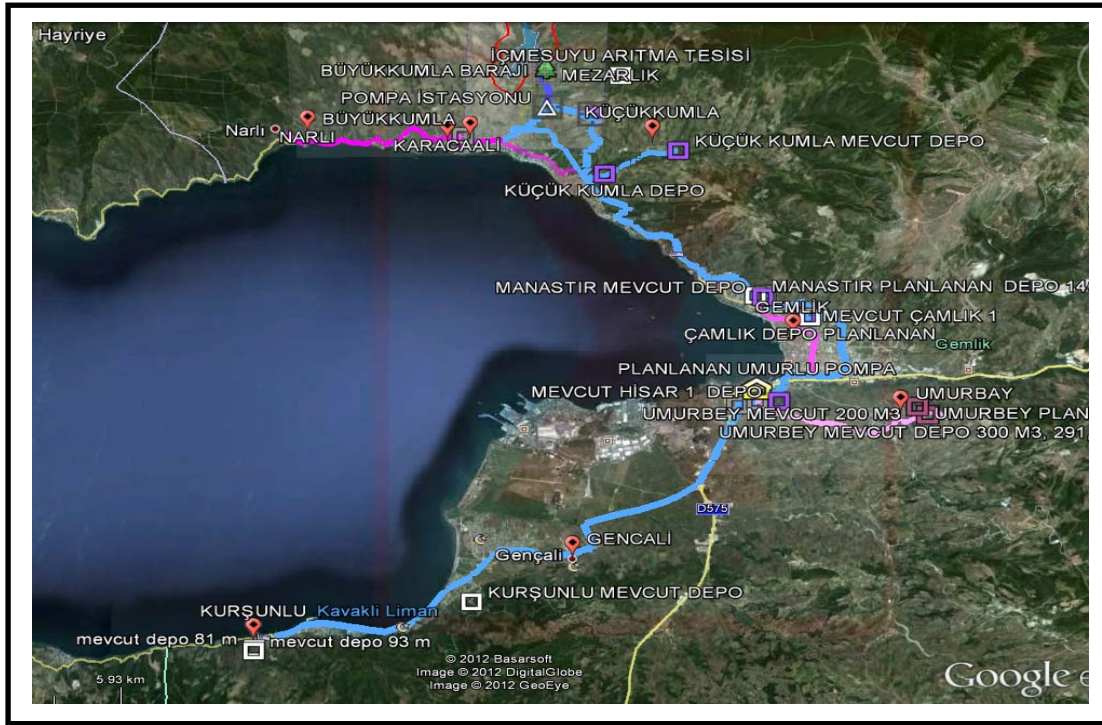 Hayriye
İÇMESUYU ARITMA TESİSİ
BÜYÜKKUMLA BARAJI
MEZARLIK
POMPA İSTASYONU
BÜYÜKKUMLA
KÜÇÜKKUMLA
Narlı
NARLI
KARACAALİ
KÜÇÜK KUMLA MEVCUT DEPO
KÜÇÜK KUMLA DEPO
MANASTIR MEVCUT DEPO
MANASTIR PLANLANAN DEPO 14
GEMLİK
MEVCUT ÇAMLIK 1
ÇAMLIK DEPO PLANLANAN
Gemlik
PLANLANAN UMURLU POMPA
MEVCUT HİSAR 1 DEPO
UMURBAY
UMURBEY MEVCUT 200 M3
UMURBEY PLAN
UMURBEY MEVCUT DEPO 300 M3, 291,
D575
GENCALİ
Gençali
KURŞUNLU MEVCUT DEPO
KURŞUNLU
Kavakli Liman
mevcut depo 81 m
mevcut depo 93 m
5.93 km
© 2012 Basarsoft
Image © 2012 DigitalGlobe
Image © 2012 GeoEye
Google e